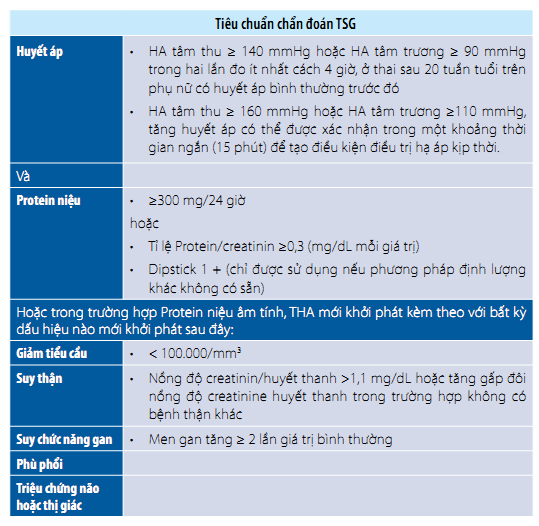 Tiêu chuẩn chẩn đoán TSG
Huyết áp
• HA tâm thu ≥ 140 mmHg hoặc HA tâm trương ≥ 90 mmHg
trong hai lần đo ít nhất cách 4 giờ, ở thai sau 20 tuần tuổi trên
phụ nữ có huyết áp bình thường trước đó
• HA tâm thu ≥ 160 mmHg hoặc HA tâm trương ≥110 mmHg,
tăng huyết áp có thể được xác nhận trong một khoảng thời
gian ngắn (15 phút) để tạo điều kiện điều trị hạ áp kịp thời.
Và
Protein niệu
• ≥300 mg/24 giờ
hoặc
• Tỉ lệ Protein/creatinin ≥0,3 (mg/dL mỗi giá trị)
• Dipstick 1 + (chỉ được sử dụng nếu phương pháp định lượng
khác không có sẵn)
Hoặc trong trường hợp Protein niệu âm tính, THA mới khởi phát kèm theo với bất kỳ
dấu hiệu nào mới khởi phát sau đây:
Giảm tiểu cầu
• < 100.000/mm³
Suy thận
• Nồng độ creatinin/huyết thanh >1,1 mg/dL hoặc tăng gấp đôi
nồng độ creatinine huyết thanh trong trường hợp không có
bệnh thận khác
Suy chức năng gan
• Men gan tăng ≥ 2 lần giá trị bình thường
Phù phổi
Triệu chứng não
hoặc thị giác